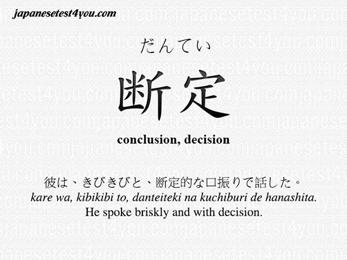 japanesetest4you.com
だんてい
断定
conclusion, decision
彼は、きびきびと、断定的な口振りで話した。
kare wa, kibikibi to, danteiteki na kuchiburi de hanashita.
He spoke briskly and with decision.